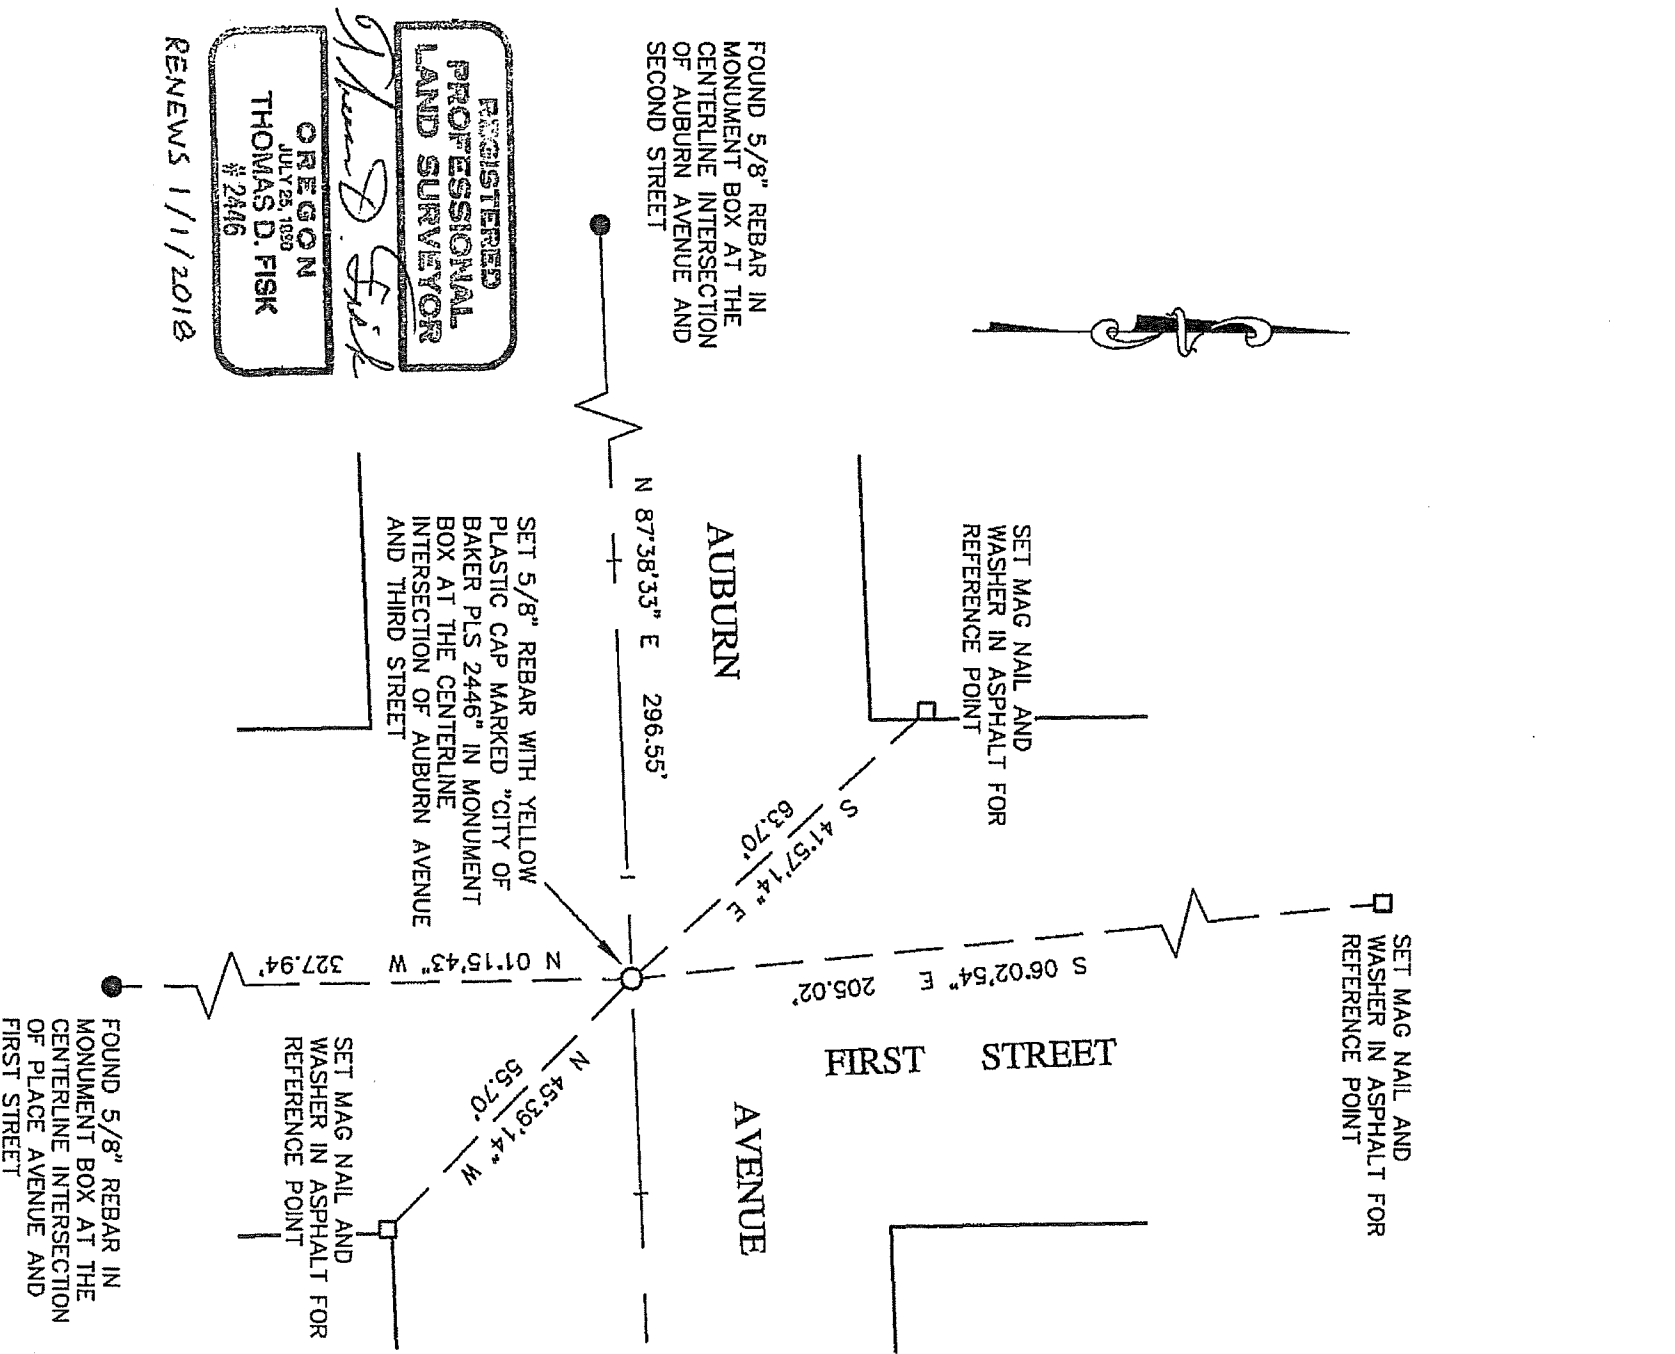 FOUND 5/8" REBAR IN
MONUMENT BOX AT THE
CENTERLINE INTERSECTION
OF AUBURN AVENUE AND
SECOND STREET
REGISTERED
PROFESSIONAL
LAND SURVEYOR
Thomas D. Fisk
OREGON
JULY 25, 1990
THOMAS D. FISK
# 2446
RENEWS 1/1/2018
SET MAG NAIL AND
WASHER IN ASPHALT FOR
REFERENCE POINT
AUBURN
N 87°38'33" E 296.55'
SET 5/8" REBAR WITH YELLOW
PLASTIC CAP MARKED "CITY OF
BAKER PLS 2446" IN MONUMENT
BOX AT THE CENTERLINE
INTERSECTION OF AUBURN AVENUE
AND THIRD STREET
S 41°57'14" E
63.70'
SET MAG NAIL AND
WASHER IN ASPHALT FOR
REFERENCE POINT
S 06°02'54" E 205.02'
FIRST STREET
N 01°15'43" W 327.94'
AVENUE
N 45°39'14" W
55.70'
SET MAG NAIL AND
WASHER IN ASPHALT FOR
REFERENCE POINT
FOUND 5/8" REBAR IN
MONUMENT BOX AT THE
CENTERLINE INTERSECTION
OF PLACE AVENUE AND
FIRST STREET